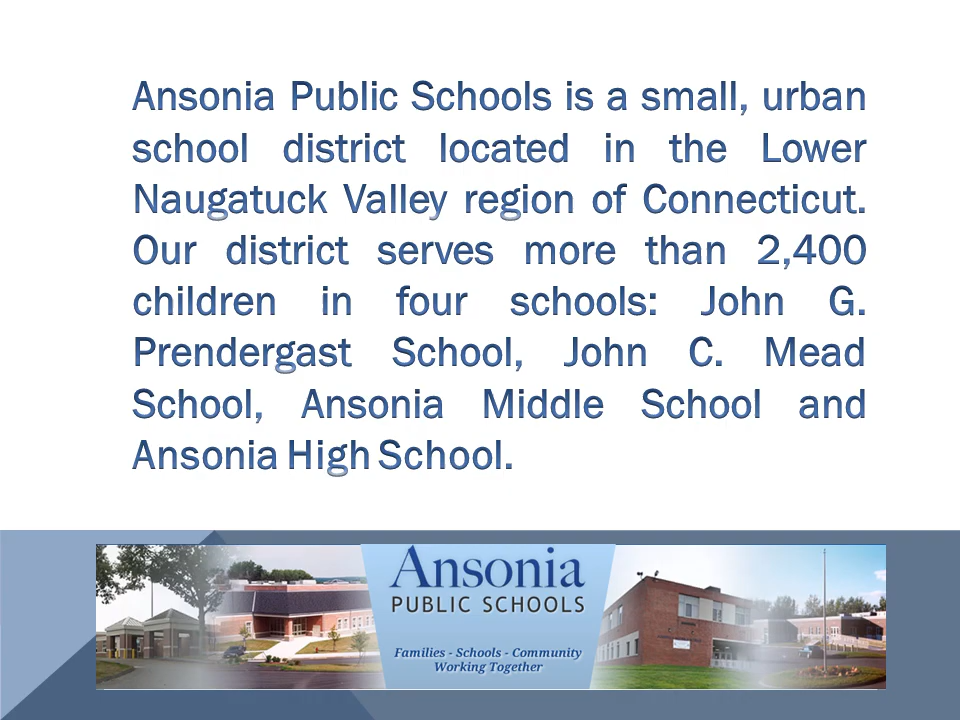 Ansonia Public Schools is a small, urban
school district located in the Lower
Naugatuck Valley region of Connecticut.
Our district serves more than 2,400
children in four schools: John G.
Prendergast School, John C. Mead
School, Ansonia Middle School and
Ansonia High School.
Ansonia
PUBLIC SCHOOLS
Families - Schools - Community
Working Together